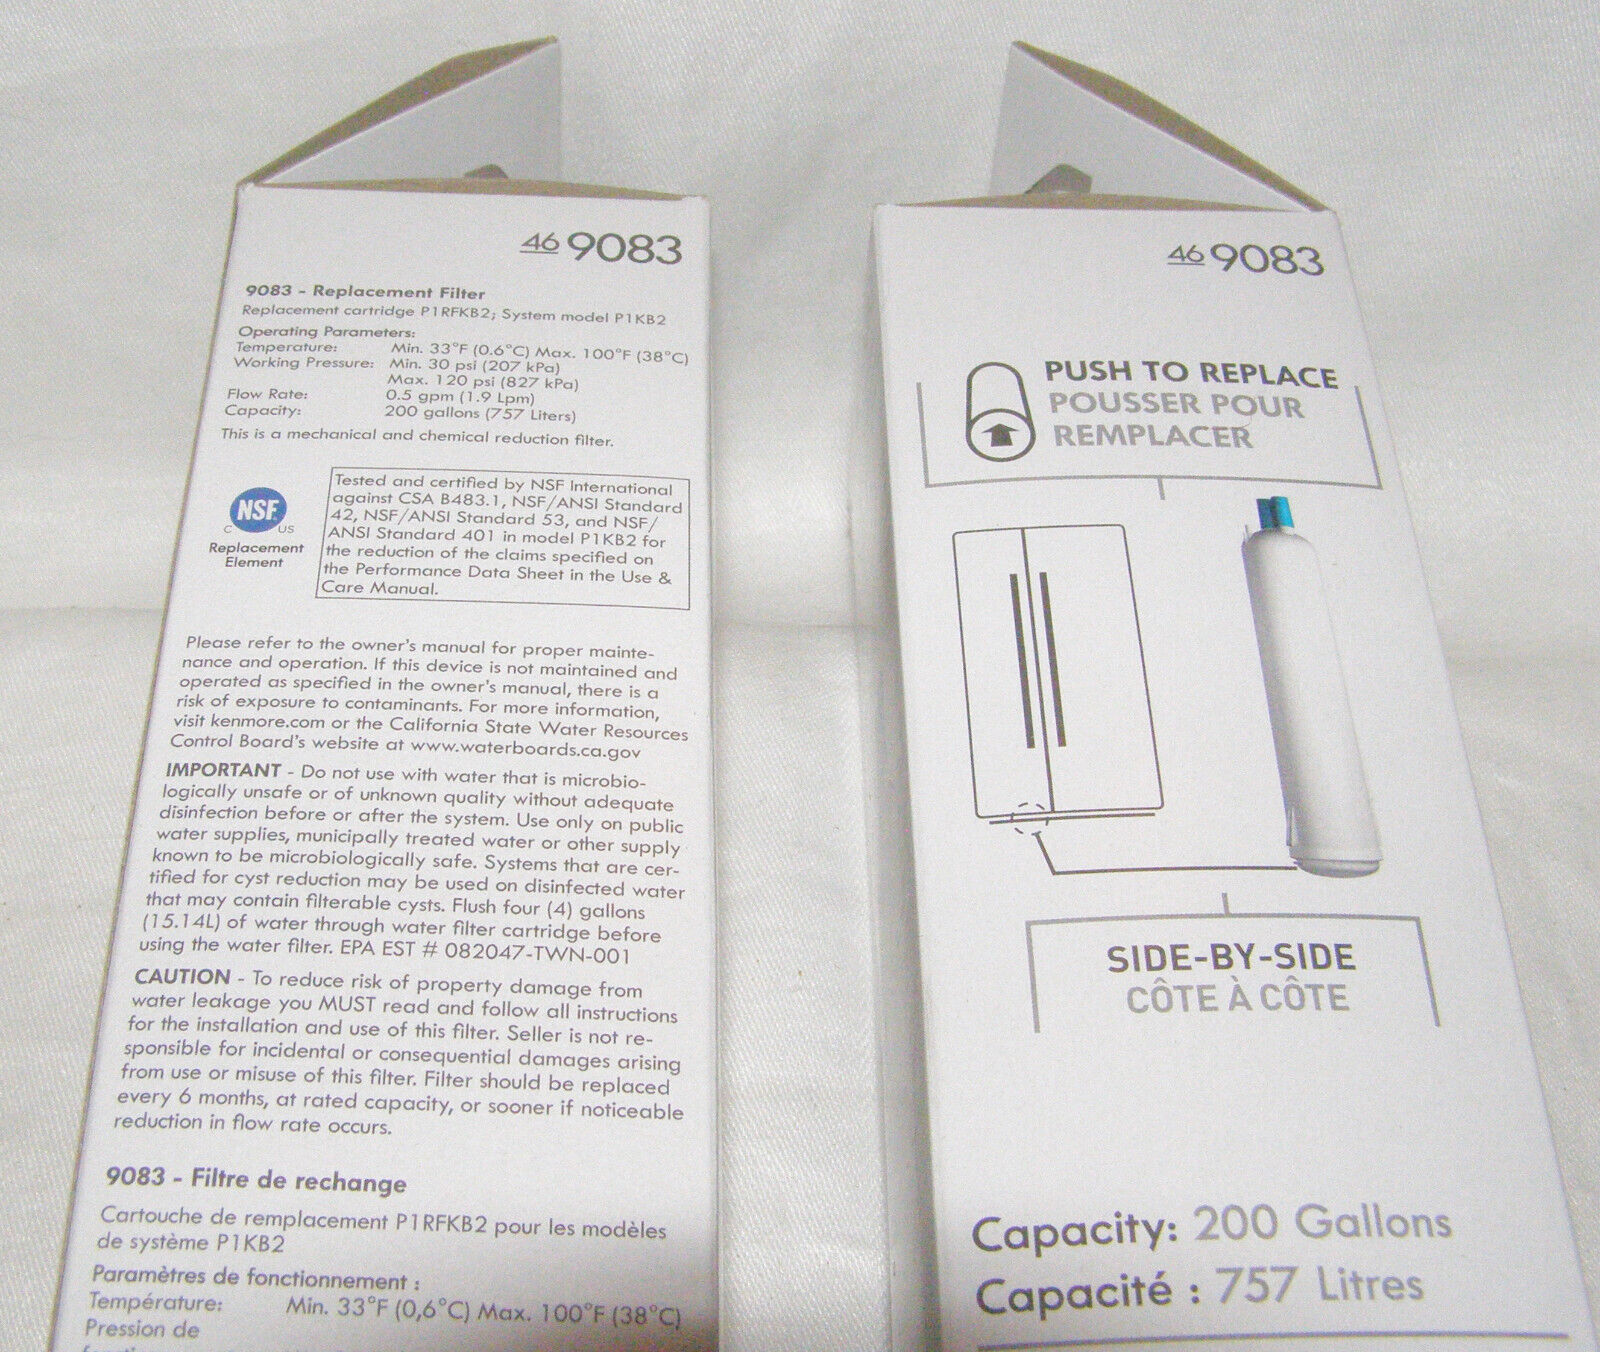 46 9083
9083 - Replacement Filter
Replacement cartridge P1RFKB2; System model P1KB2
Operating Parameters:
Temperature: Min. 33°F (0.6°C) Max. 100°F (38°C)
Working Pressure: Min. 30 psi (207 kPa)
Max. 120 psi (827 kPa)
Flow Rate: 0.5 gpm (1.9 Lpm)
Capacity: 200 gallons (757 Liters)
This is a mechanical and chemical reduction filter.
NSF®
C US
Replacement
Element
Tested and certified by NSF International
against CSA B483.1, NSF/ANSI Standard
42, NSF/ANSI Standard 53, and NSF/
ANSI Standard 401 in model P1KB2 for
the reduction of the claims specified on
the Performance Data Sheet in the Use &
Care Manual.
Please refer to the owner's manual for proper mainte-
nance and operation. If this device is not maintained and
operated as specified in the owner's manual, there is a
risk of exposure to contaminants. For more information,
visit kenmore.com or the California State Water Resources
Control Board's website at www.waterboards.ca.gov
IMPORTANT - Do not use with water that is microbio-
logically unsafe or of unknown quality without adequate
disinfection before or after the system. Use only on public
water supplies, municipally treated water or other supply
known to be microbiologically safe. Systems that are cer-
tified for cyst reduction may be used on disinfected water
that may contain filterable cysts. Flush four (4) gallons
(15.14L) of water through water filter cartridge before
using the water filter. EPA EST # 082047-TWN-001
CAUTION - To reduce risk of property damage from
water leakage you MUST read and follow all instructions
for the installation and use of this filter. Seller is not re-
sponsible for incidental or consequential damages arising
from use or misuse of this filter. Filter should be replaced
every 6 months, at rated capacity, or sooner if noticeable
reduction in flow rate occurs.
9083 - Filtre de rechange
Cartouche de remplacement P1RFKB2 pour les modèles
de système P1KB2
Paramètres de fonctionnement :
Température: Min. 33°F (0,6°C) Max. 100°F (38°C)
Pression de
46 9083
PUSH TO REPLACE
POUSSER POUR
REMPLACER
SIDE-BY-SIDE
CÔTE À CÔTE
Capacity: 200 Gallons
Capacité : 757 Litres